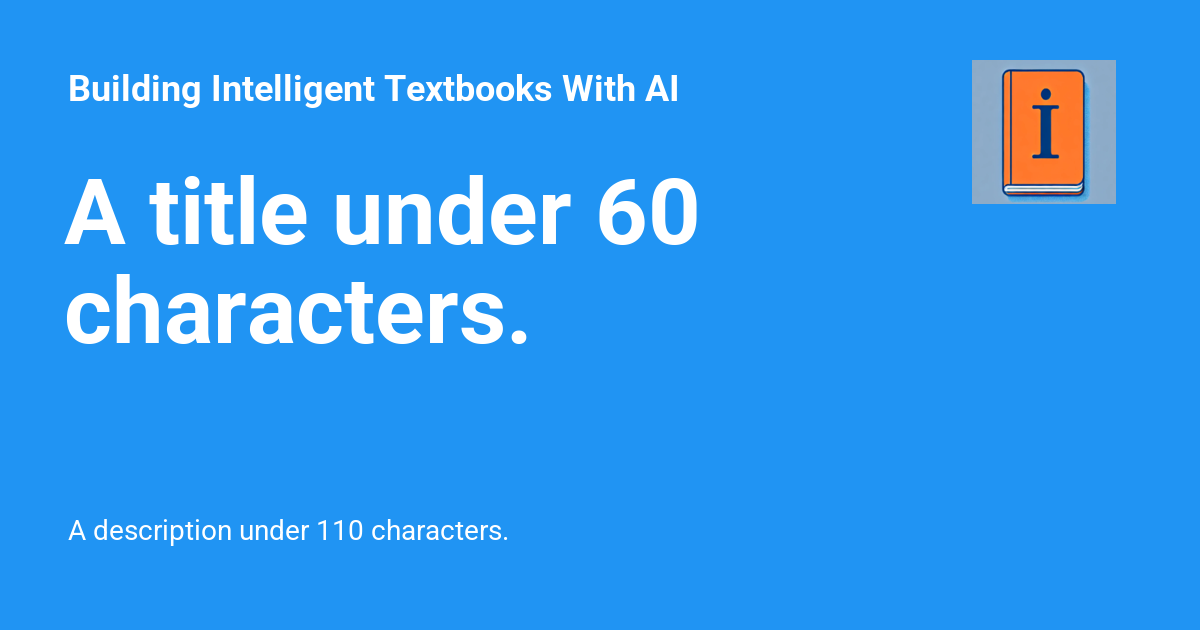 Building Intelligent Textbooks With AI
i
A title under 60
characters.
A description under 110 characters.